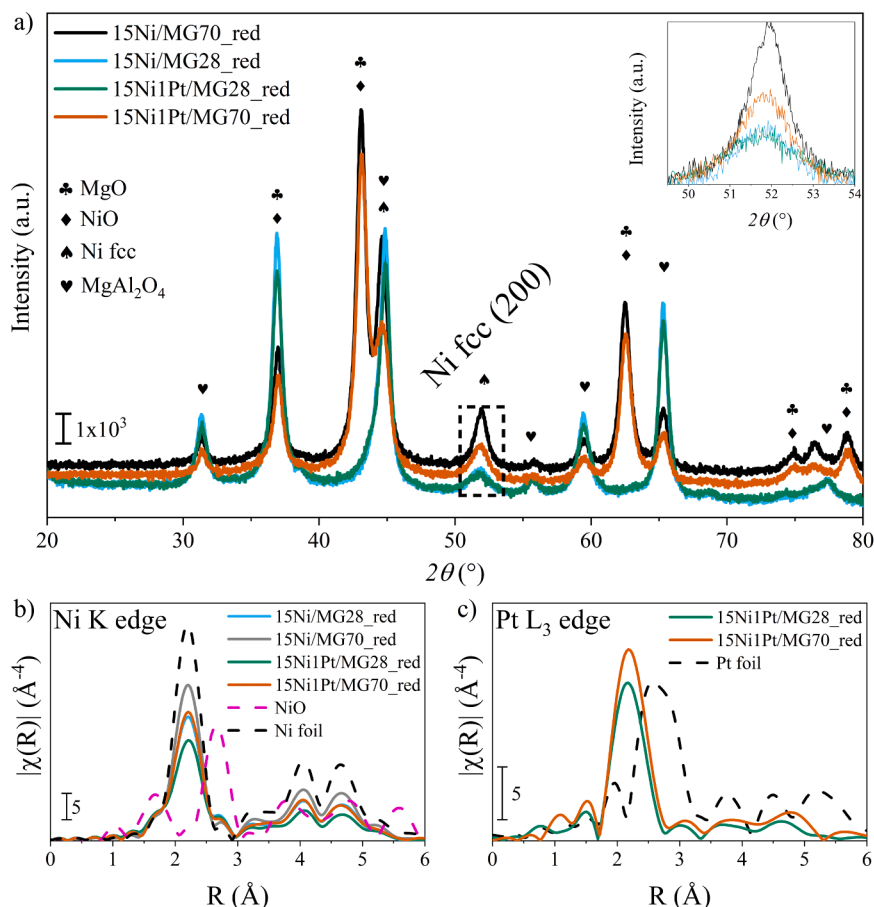 a)
15Ni/MG70_red
15Ni/MG28_red
15Ni1Pt/MG28_red
15Ni1Pt/MG70_red
♣ MgO
♦ NiO
♠ Ni fcc
♥ MgAl₂O₄
Intensity (a.u.)
1x10³
Ni fcc (200)
20 30 40 50 60 70 80
2θ (°)
Intensity (a.u.)
50 51 52 53 54
2θ (°)
b)
Ni K edge
15Ni/MG28_red
15Ni/MG70_red
15Ni1Pt/MG28_red
15Ni1Pt/MG70_red
NiO
Ni foil
|χ(R)| (Å⁻⁴)
5
0 1 2 3 4 5 6
R (Å)
c)
Pt L₃ edge
15Ni1Pt/MG28_red
15Ni1Pt/MG70_red
Pt foil
|χ(R)| (Å⁻⁴)
5
0 1 2 3 4 5 6
R (Å)